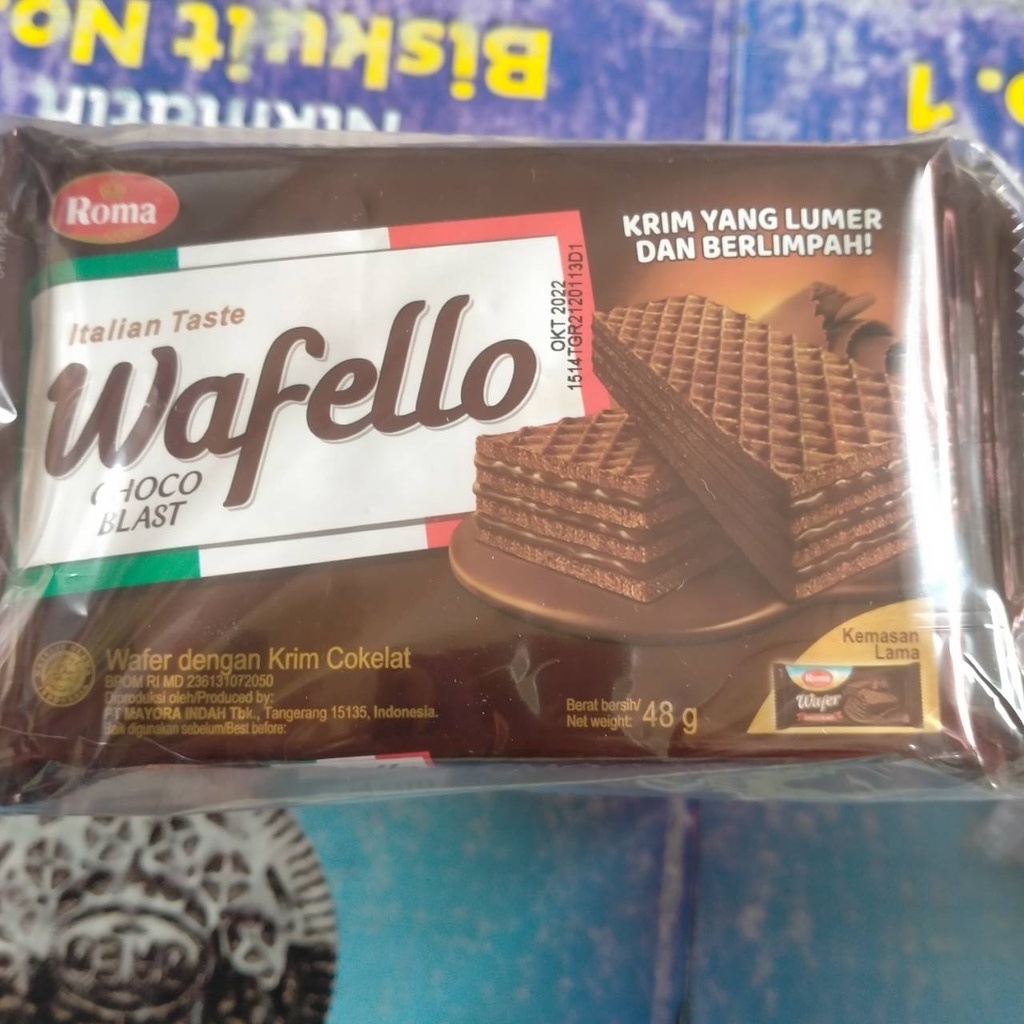 Biskuit No. 1
Nikmatin
Roma
KRIM YANG LUMER
DAN BERLIMPAH!
Italian Taste
Wafello
CHOCO
BLAST
OKT 2022
1514TGR2120113D1
Wafer dengan Krim Cokelat
BPOM RI MD 236131072050
Diproduksi oleh/Produced by:
PT MAYORA INDAH Tbk., Tangerang 15135, Indonesia.
Baik digunakan sebelum/Best before:
Berat bersih/
Net weight: 48 g
Kemasan
Lama
Roma
Wafer